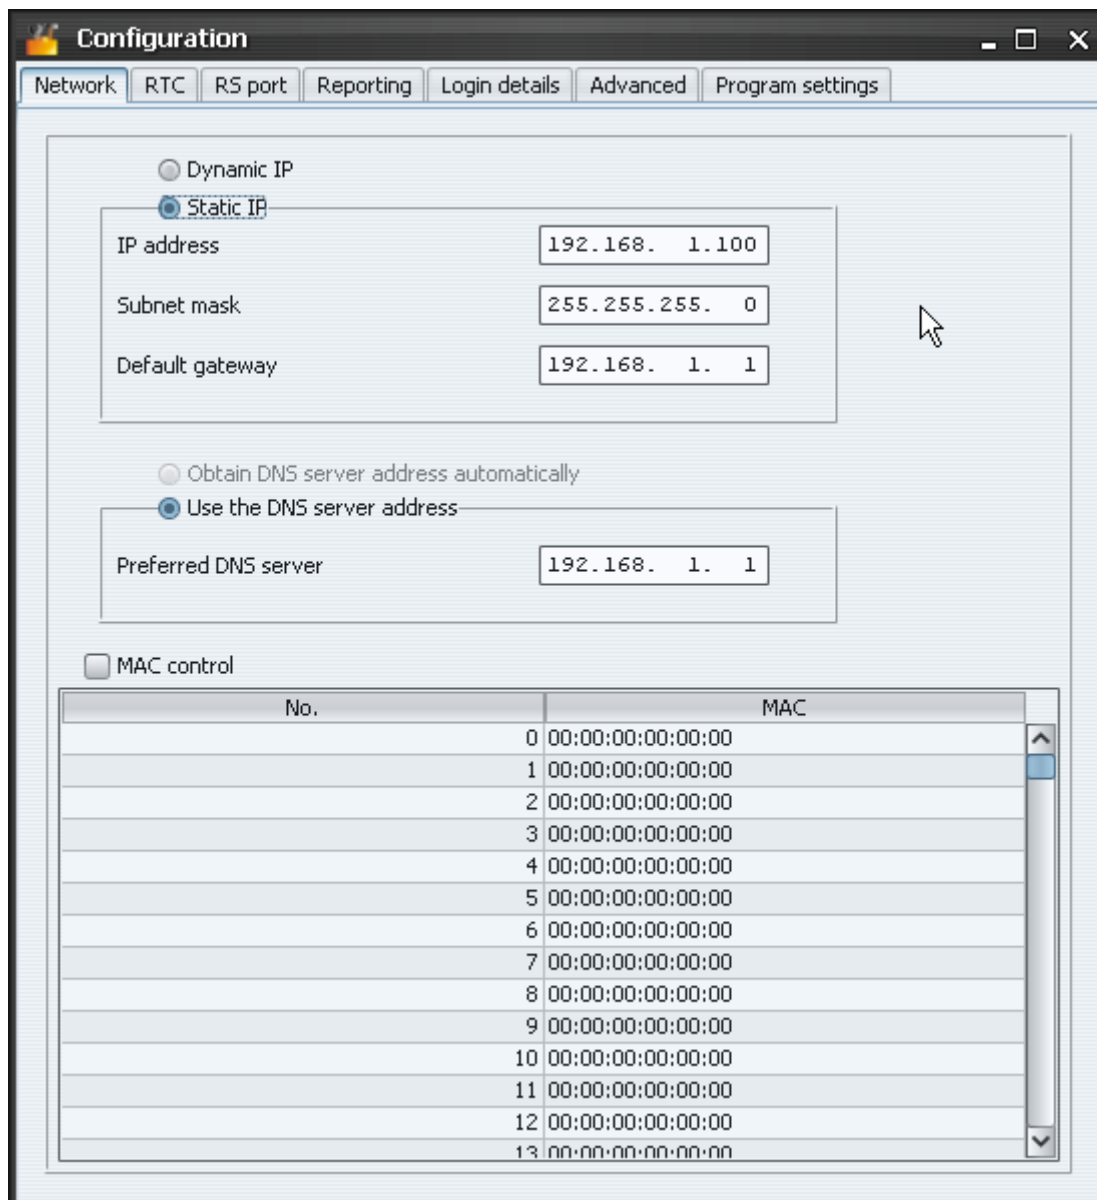 Configuration
Network RTC RS port Reporting Login details Advanced Program settings
Dynamic IP
Static IP
IP address 192.168.  1.100
Subnet mask 255.255.255.  0
Default gateway 192.168.  1.  1
Obtain DNS server address automatically
Use the DNS server address
Preferred DNS server 192.168.  1.  1
MAC control
No. MAC
0 00:00:00:00:00:00
1 00:00:00:00:00:00
2 00:00:00:00:00:00
3 00:00:00:00:00:00
4 00:00:00:00:00:00
5 00:00:00:00:00:00
6 00:00:00:00:00:00
7 00:00:00:00:00:00
8 00:00:00:00:00:00
9 00:00:00:00:00:00
10 00:00:00:00:00:00
11 00:00:00:00:00:00
12 00:00:00:00:00:00
13 00:00:00:00:00:00